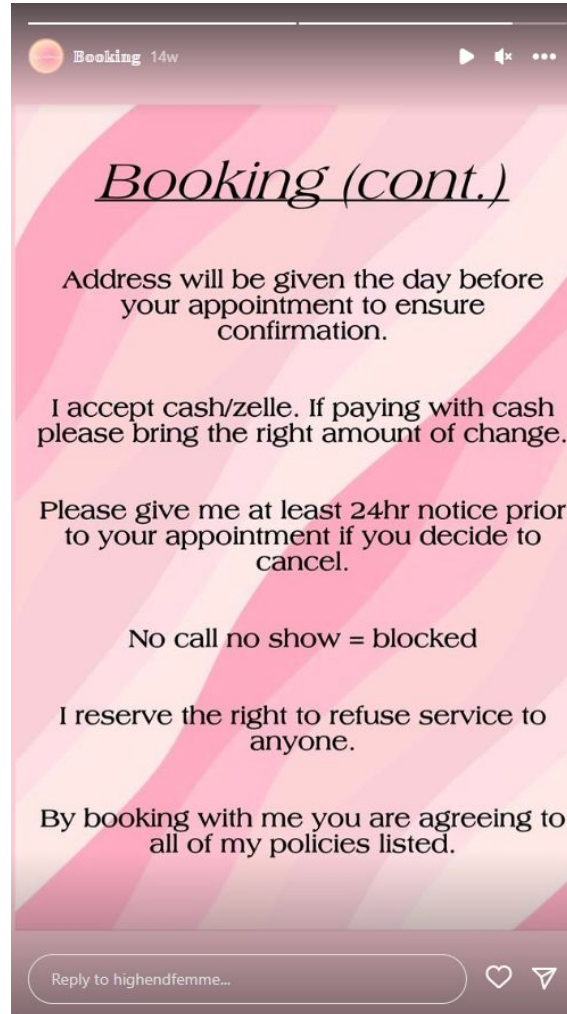 Booking 14w
Booking (cont.)
Address will be given the day before
your appointment to ensure
confirmation.
I accept cash/zelle. If paying with cash
please bring the right amount of change.
Please give me at least 24hr notice prior
to your appointment if you decide to
cancel.
No call no show = blocked
I reserve the right to refuse service to
anyone.
By booking with me you are agreeing to
all of my policies listed.
Reply to highendfemme...